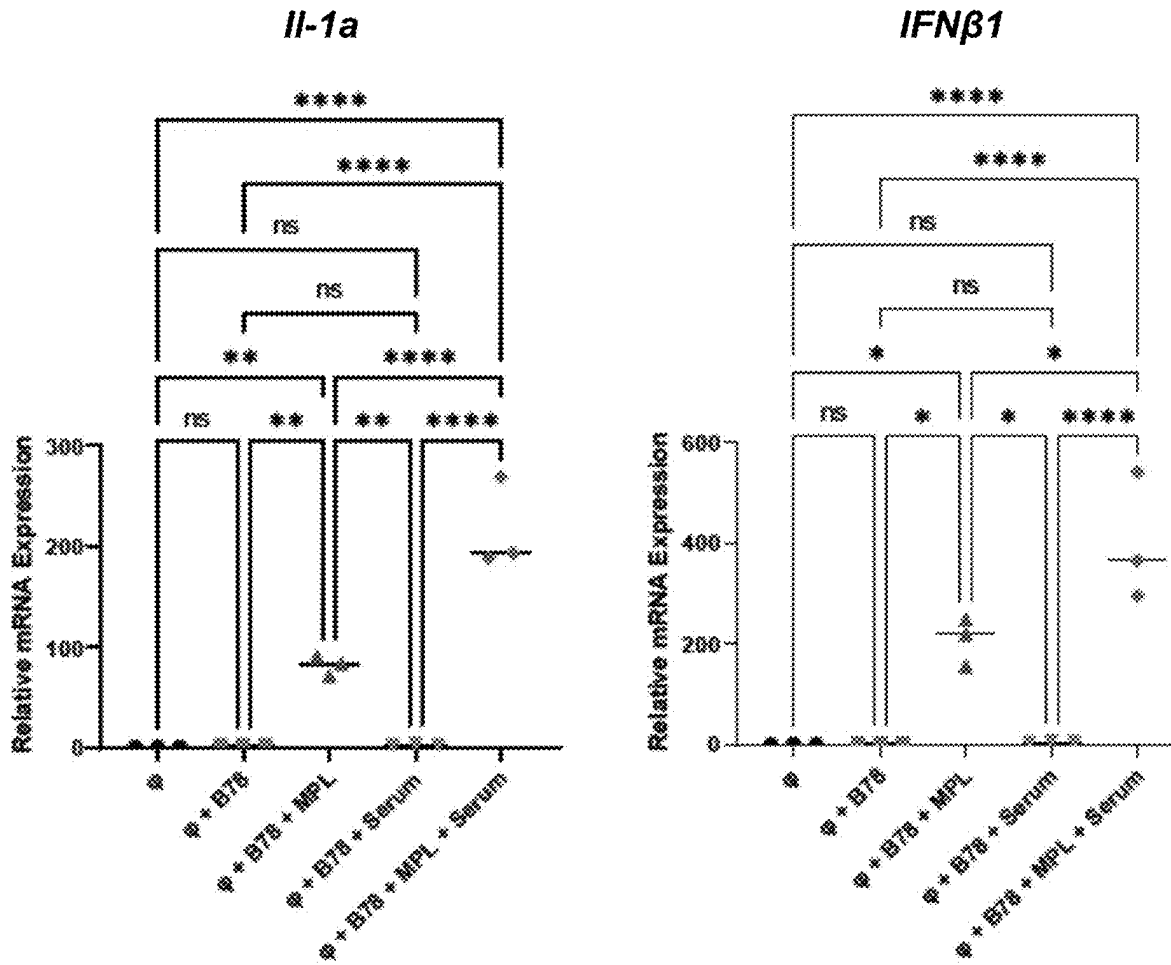 Il-1a
****
****
ns
ns
** ****
ns ** ** ****
300
200
100
0
Relative mRNA Expression
φ
φ + B78
φ + B78 + MPL
φ + B78 + Serum
φ + B78 + MPL + Serum
IFNβ1
****
****
ns
ns
* *
ns * * ****
600
400
200
0
Relative mRNA Expression
φ
φ + B78
φ + B78 + MPL
φ + B78 + Serum
φ + B78 + MPL + Serum